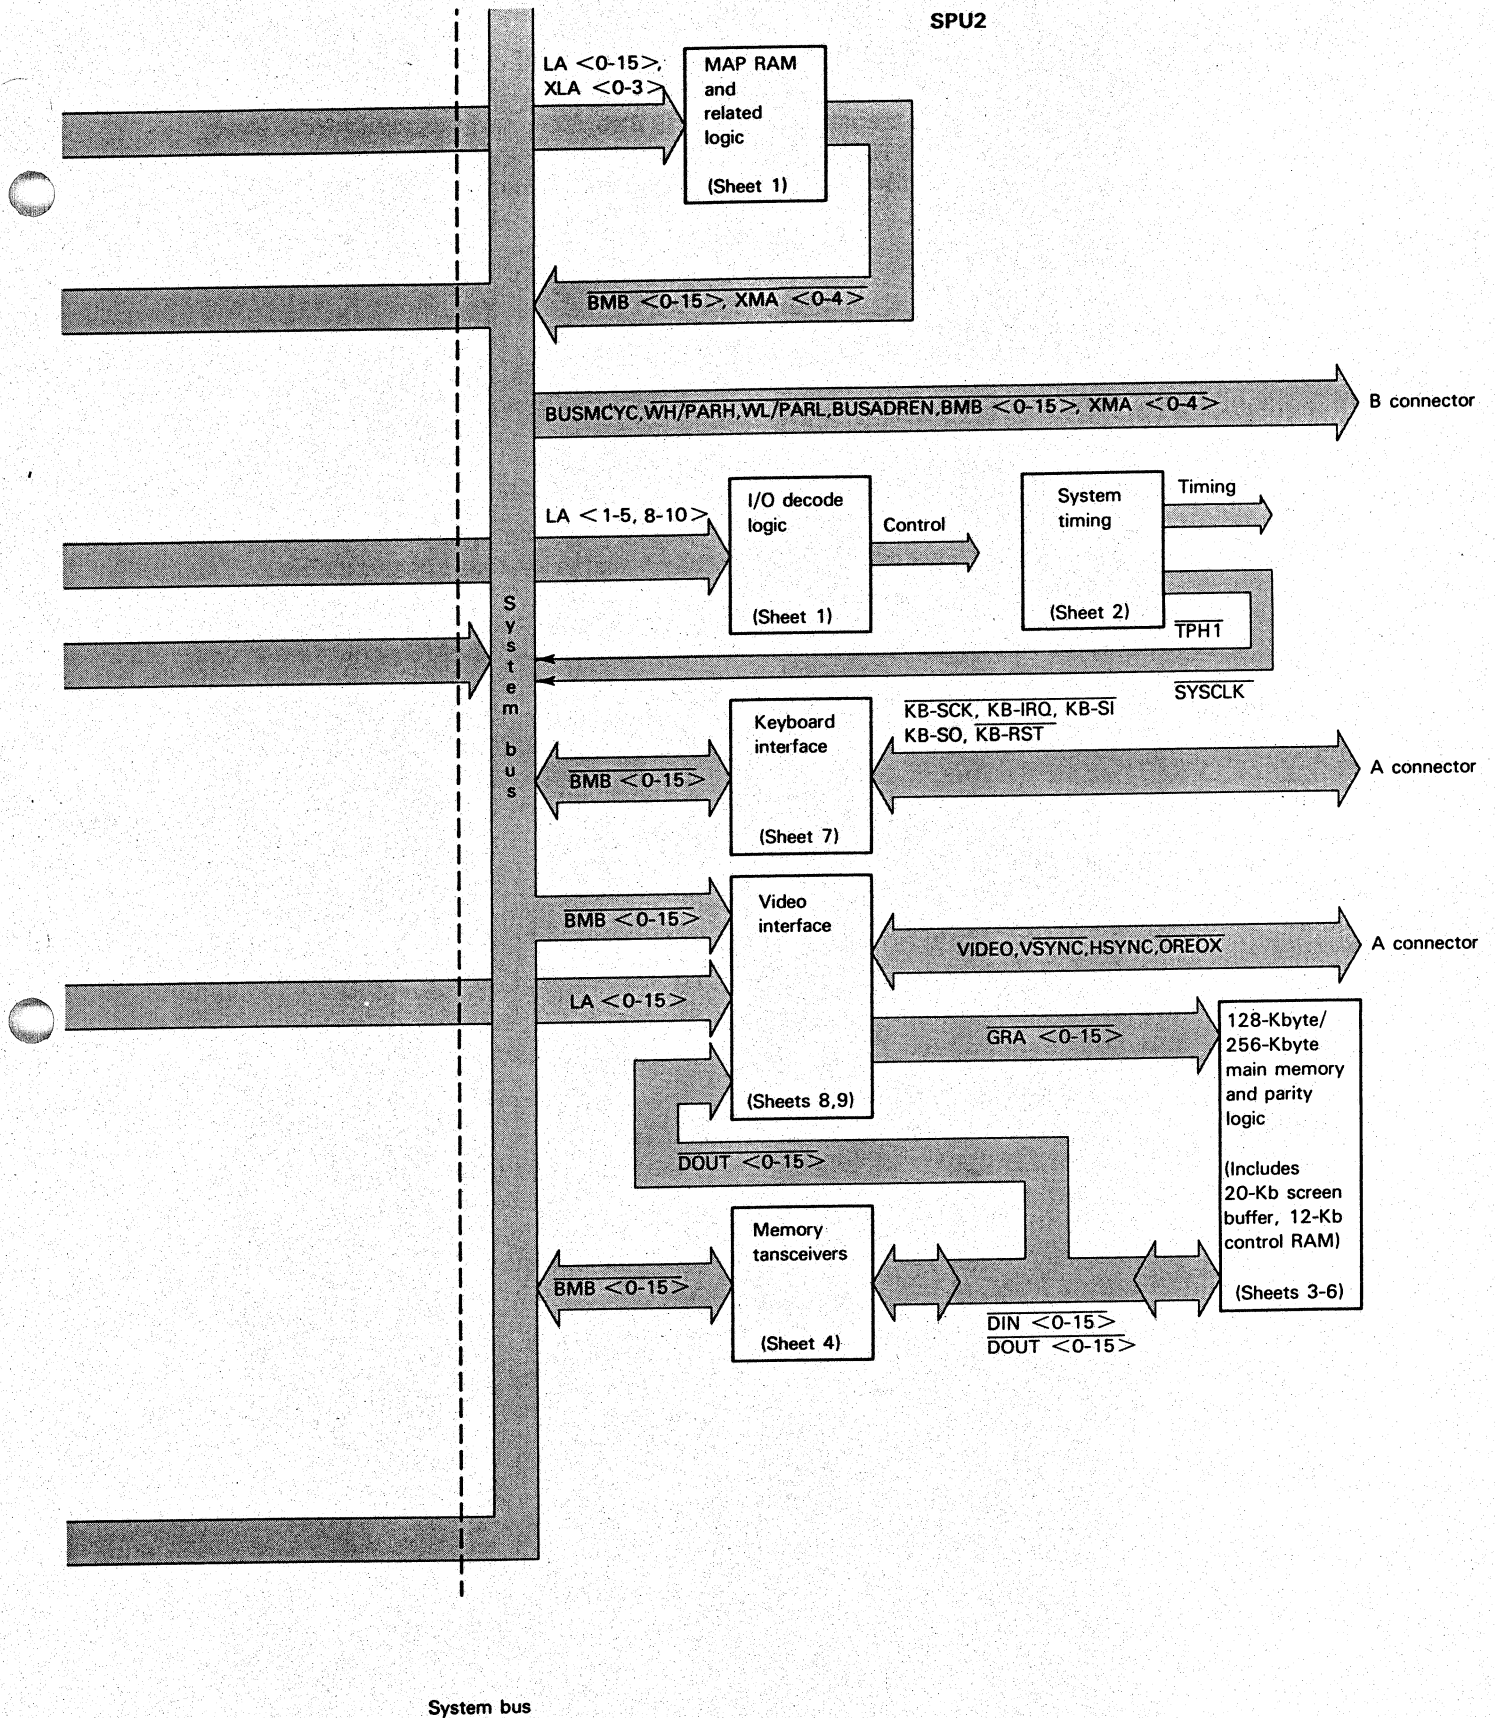 SPU2
LA <0-15>,
XLA <0-3>
MAP RAM
and
related
logic
(Sheet 1)
BMB <0-15>, XMA <0-4>
BUSMCYC,WH/PARH,WL/PARL,BUSADREN,BMB <0-15>, XMA <0-4>
B connector
LA <1-5, 8-10>
I/O decode
logic
(Sheet 1)
Control
System
timing
(Sheet 2)
Timing
TPH1
SYSCLK
System bus
Keyboard
interface
(Sheet 7)
BMB <0-15>
KB-SCK, KB-IRQ, KB-SI
KB-SO, KB-RST
A connector
Video
interface
(Sheets 8,9)
BMB <0-15>
LA <0-15>
VIDEO,VSYNC,HSYNC,OREOX
A connector
GRA <0-15>
128-Kbyte/
256-Kbyte
main memory
and parity
logic
(Includes
20-Kb screen
buffer, 12-Kb
control RAM)
(Sheets 3-6)
DOUT <0-15>
Memory
tansceivers
(Sheet 4)
BMB <0-15>
DIN <0-15>
DOUT <0-15>
System bus